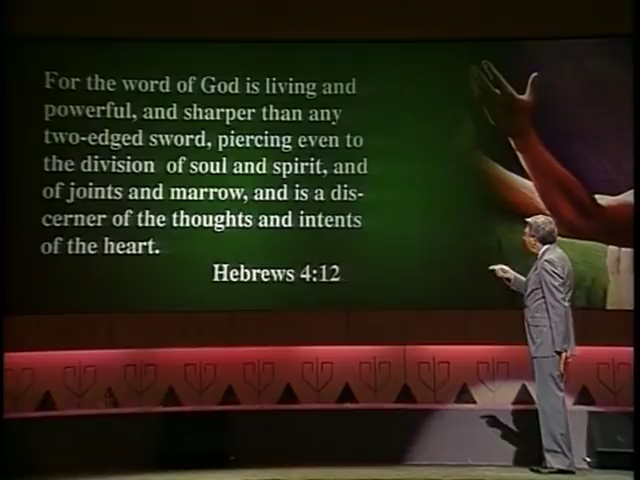 For the word of God is living and
powerful, and sharper than any
two-edged sword, piercing even to
the division of soul and spirit, and
of joints and marrow, and is a dis-
cerner of the thoughts and intents
of the heart.
Hebrews 4:12